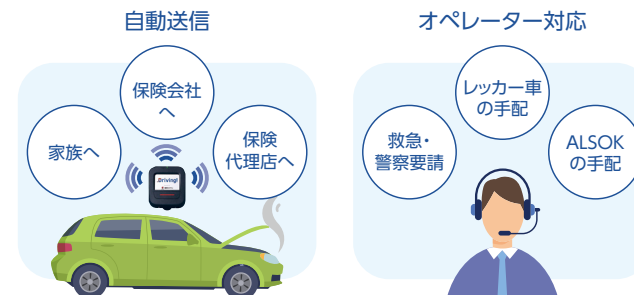 自動送信
保険会社
へ
家族へ
保険
代理店へ
Driving!
オペレーター対応
レッカー車
の手配
救急・
警察要請
ALSOK
の手配